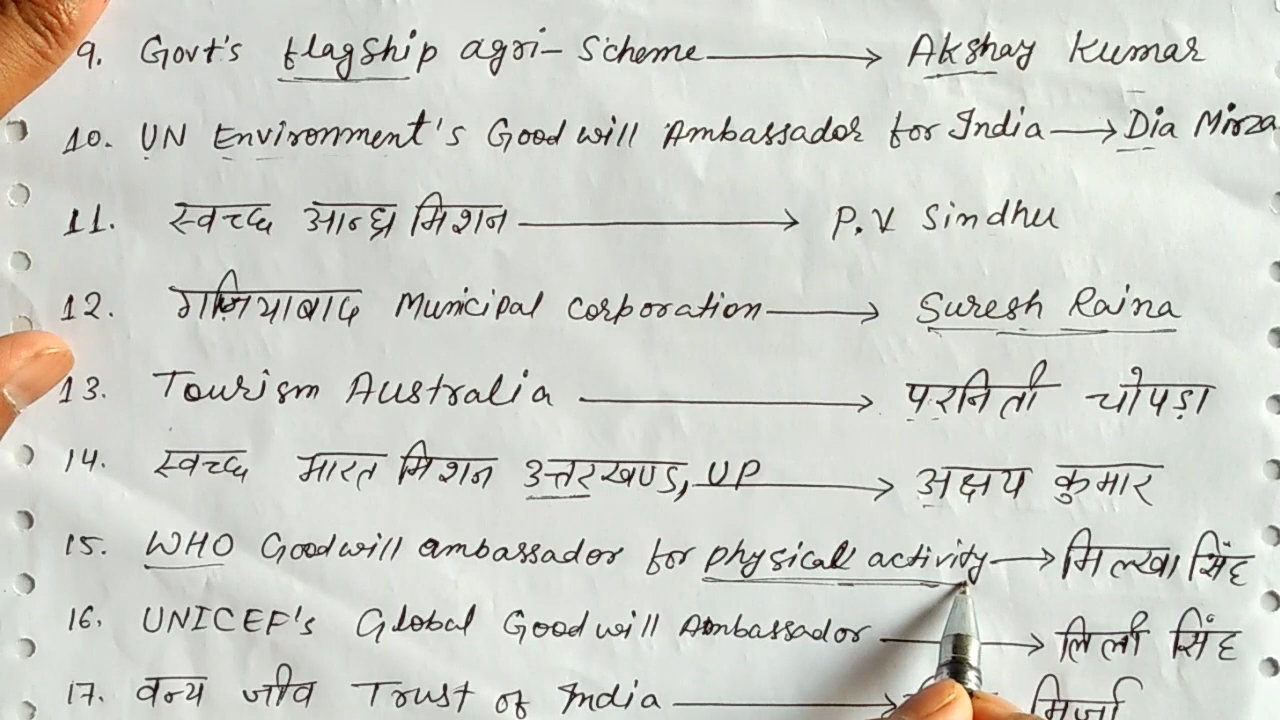 9. Govt's flagship agri-Scheme → Akshay Kumar
10. UN Environment's Goodwill Ambassador for India → Dia Mirza
11. स्वच्छ आन्ध्र मिशन → P.V Sindhu
12. गाजियाबाद Municipal Corporation → Suresh Raina
13. Tourism Australia → परनिती चोपड़ा
14. स्वच्छ भारत मिशन उत्तरखण्ड, UP → अक्षय कुमार
15. WHO Goodwill ambassador for physical activity → मिल्खा सिंह
16. UNICEF's Global Goodwill Ambassador → लिली सिंह
17. वन्य जीव Trust of India → मिर्जा